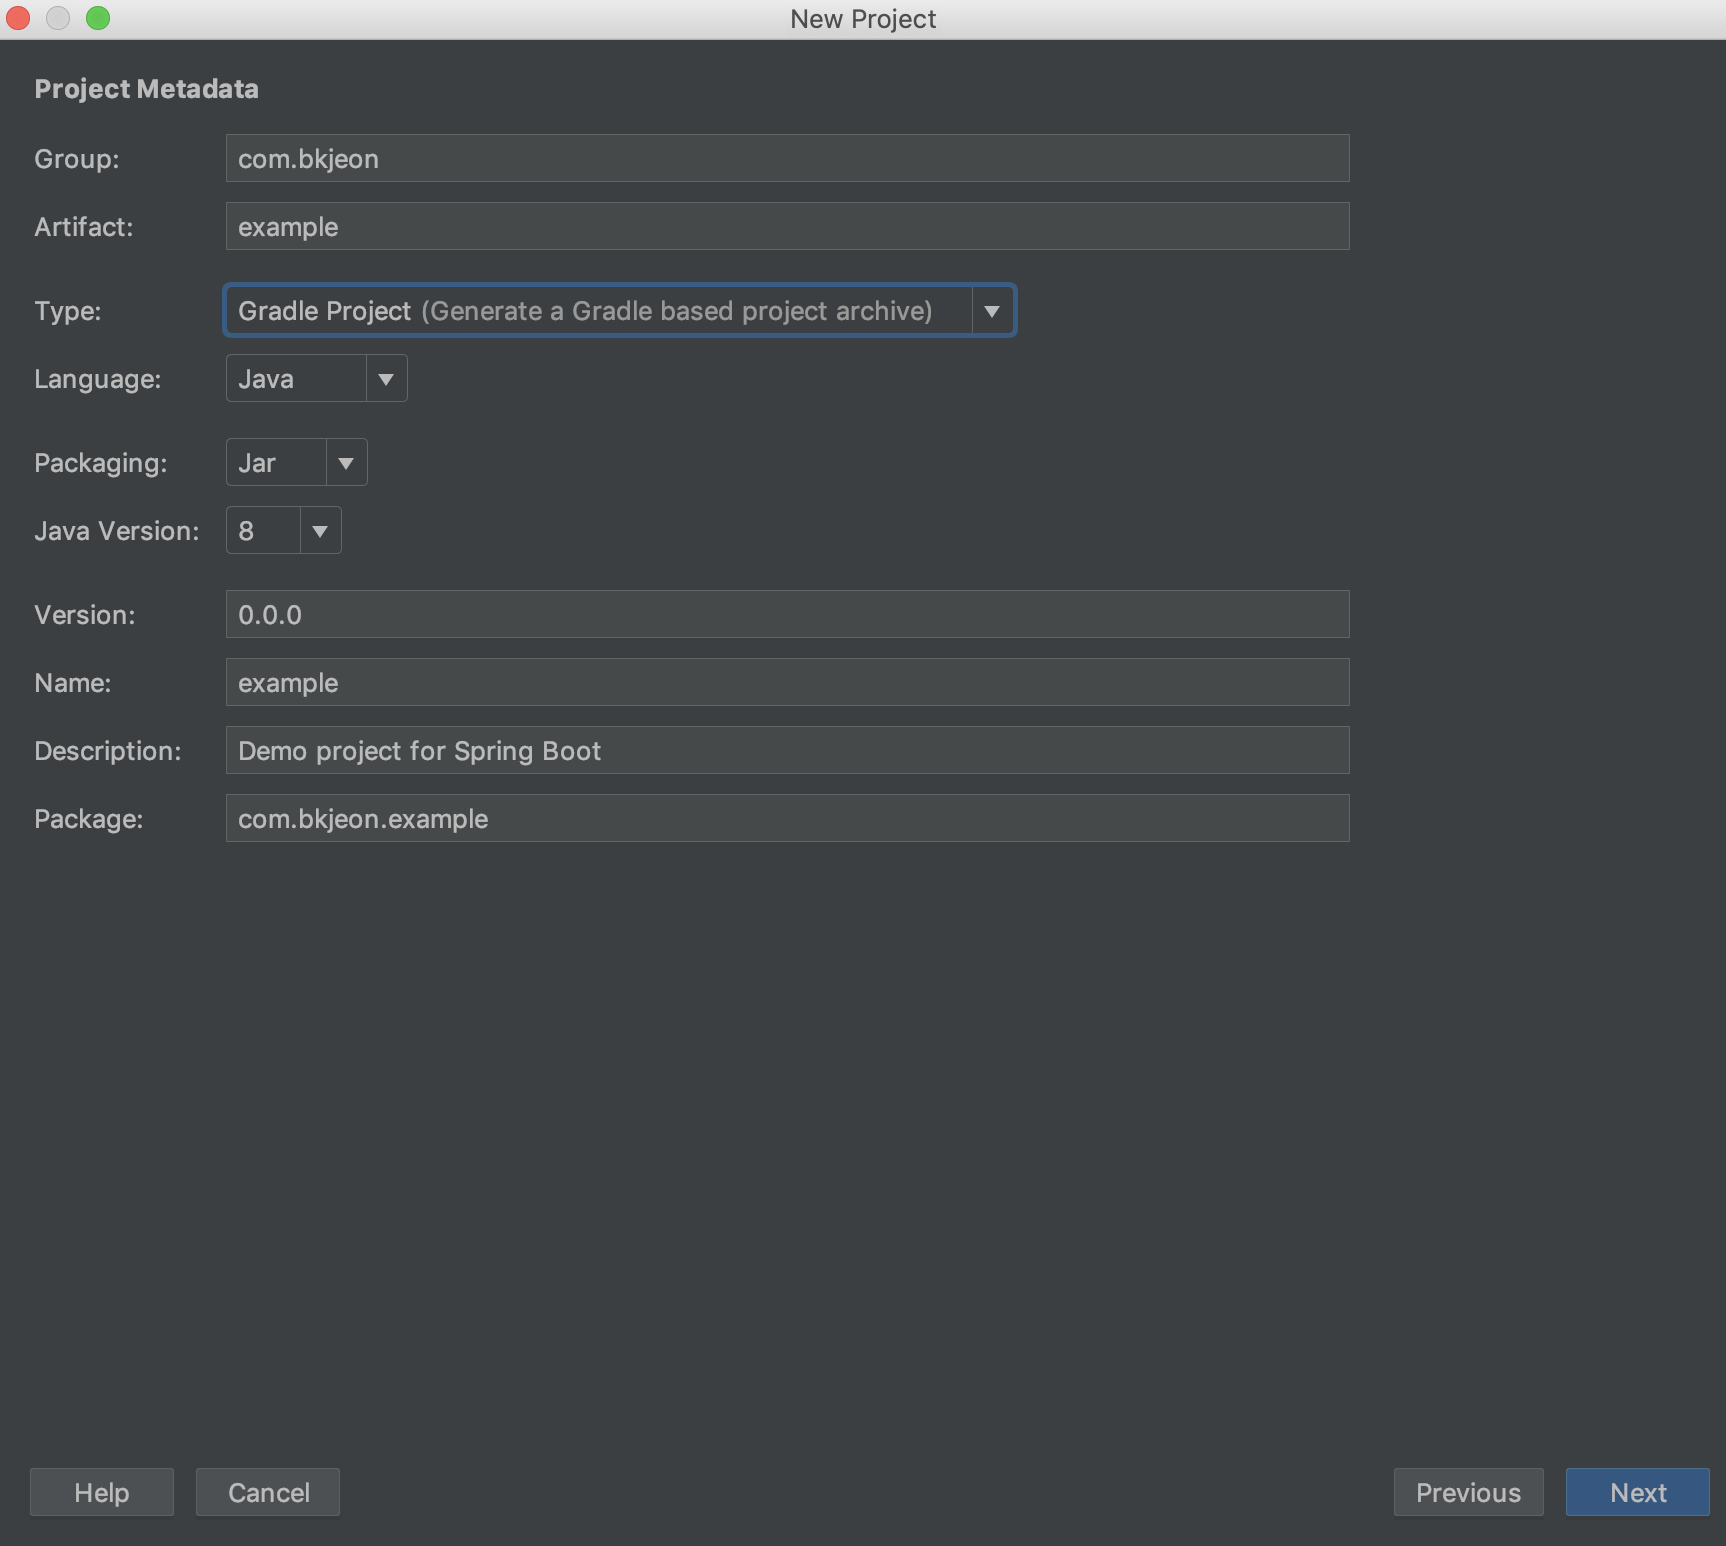 New Project
Project Metadata
Group: com.bkjeon
Artifact: example
Type: Gradle Project (Generate a Gradle based project archive)
Language: Java
Packaging: Jar
Java Version: 8
Version: 0.0.0
Name: example
Description: Demo project for Spring Boot
Package: com.bkjeon.example
Help Cancel Previous Next